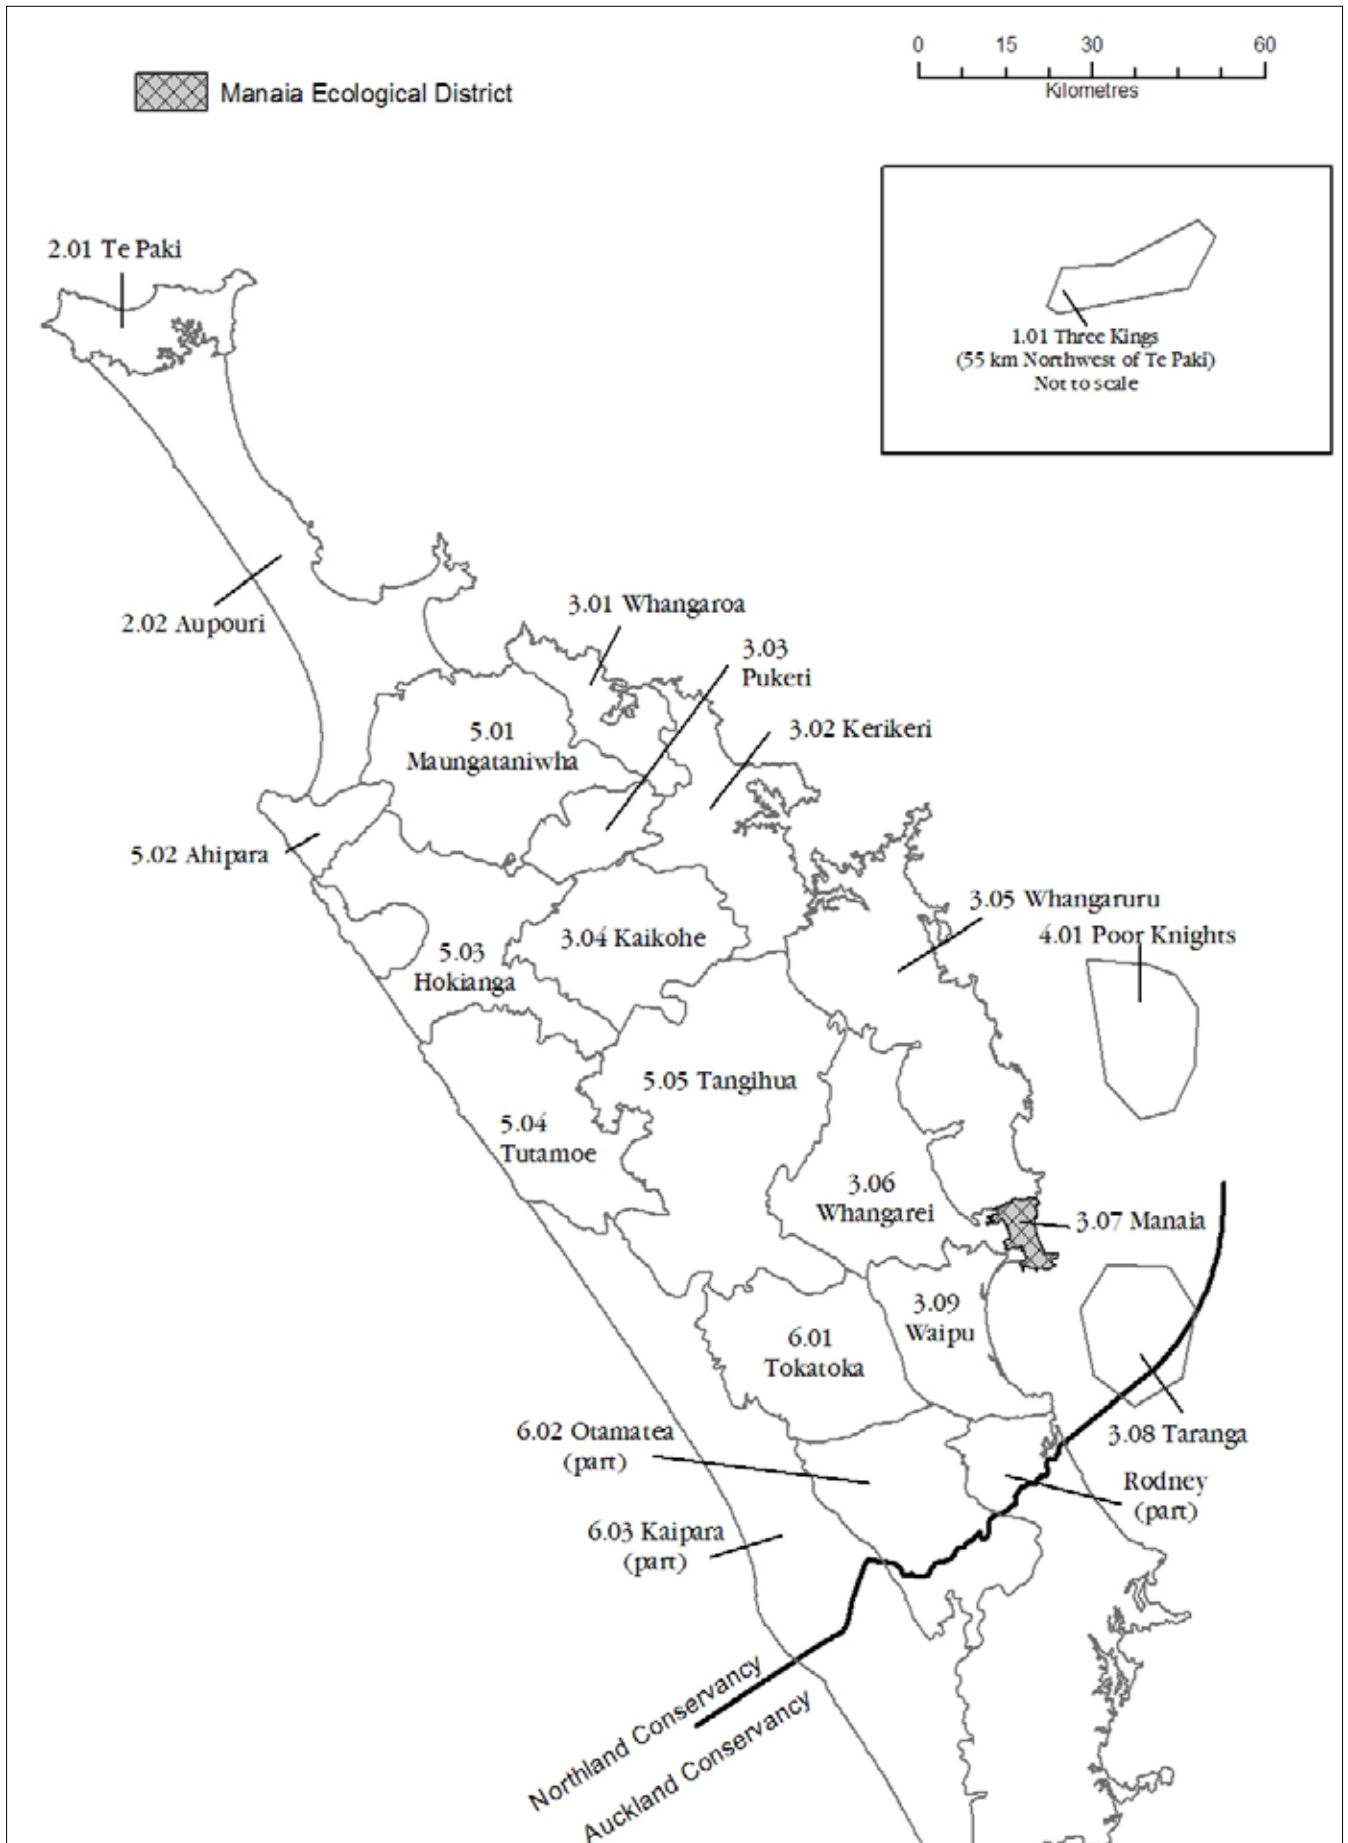 0 15 30 60
Kilometres
Manaia Ecological District
1.01 Three Kings
(55 km Northwest of Te Paki)
Not to scale
2.01 Te Paki
2.02 Aupouri
3.01 Whangaroa
3.03
Puketi
3.02 Kerikeri
5.01
Maungataniwha
5.02 Ahipara
3.05 Whangaruru
4.01 Poor Knights
3.04 Kaikohe
5.03
Hokianga
5.05 Tangihua
5.04
Tutamoe
3.06
Whangarei
3.07 Manaia
3.09
Waipu
6.01
Tokatoka
6.02 Otamatea
(part)
3.08 Taranga
Rodney
(part)
6.03 Kaipara
(part)
Northland Conservancy
Auckland Conservancy